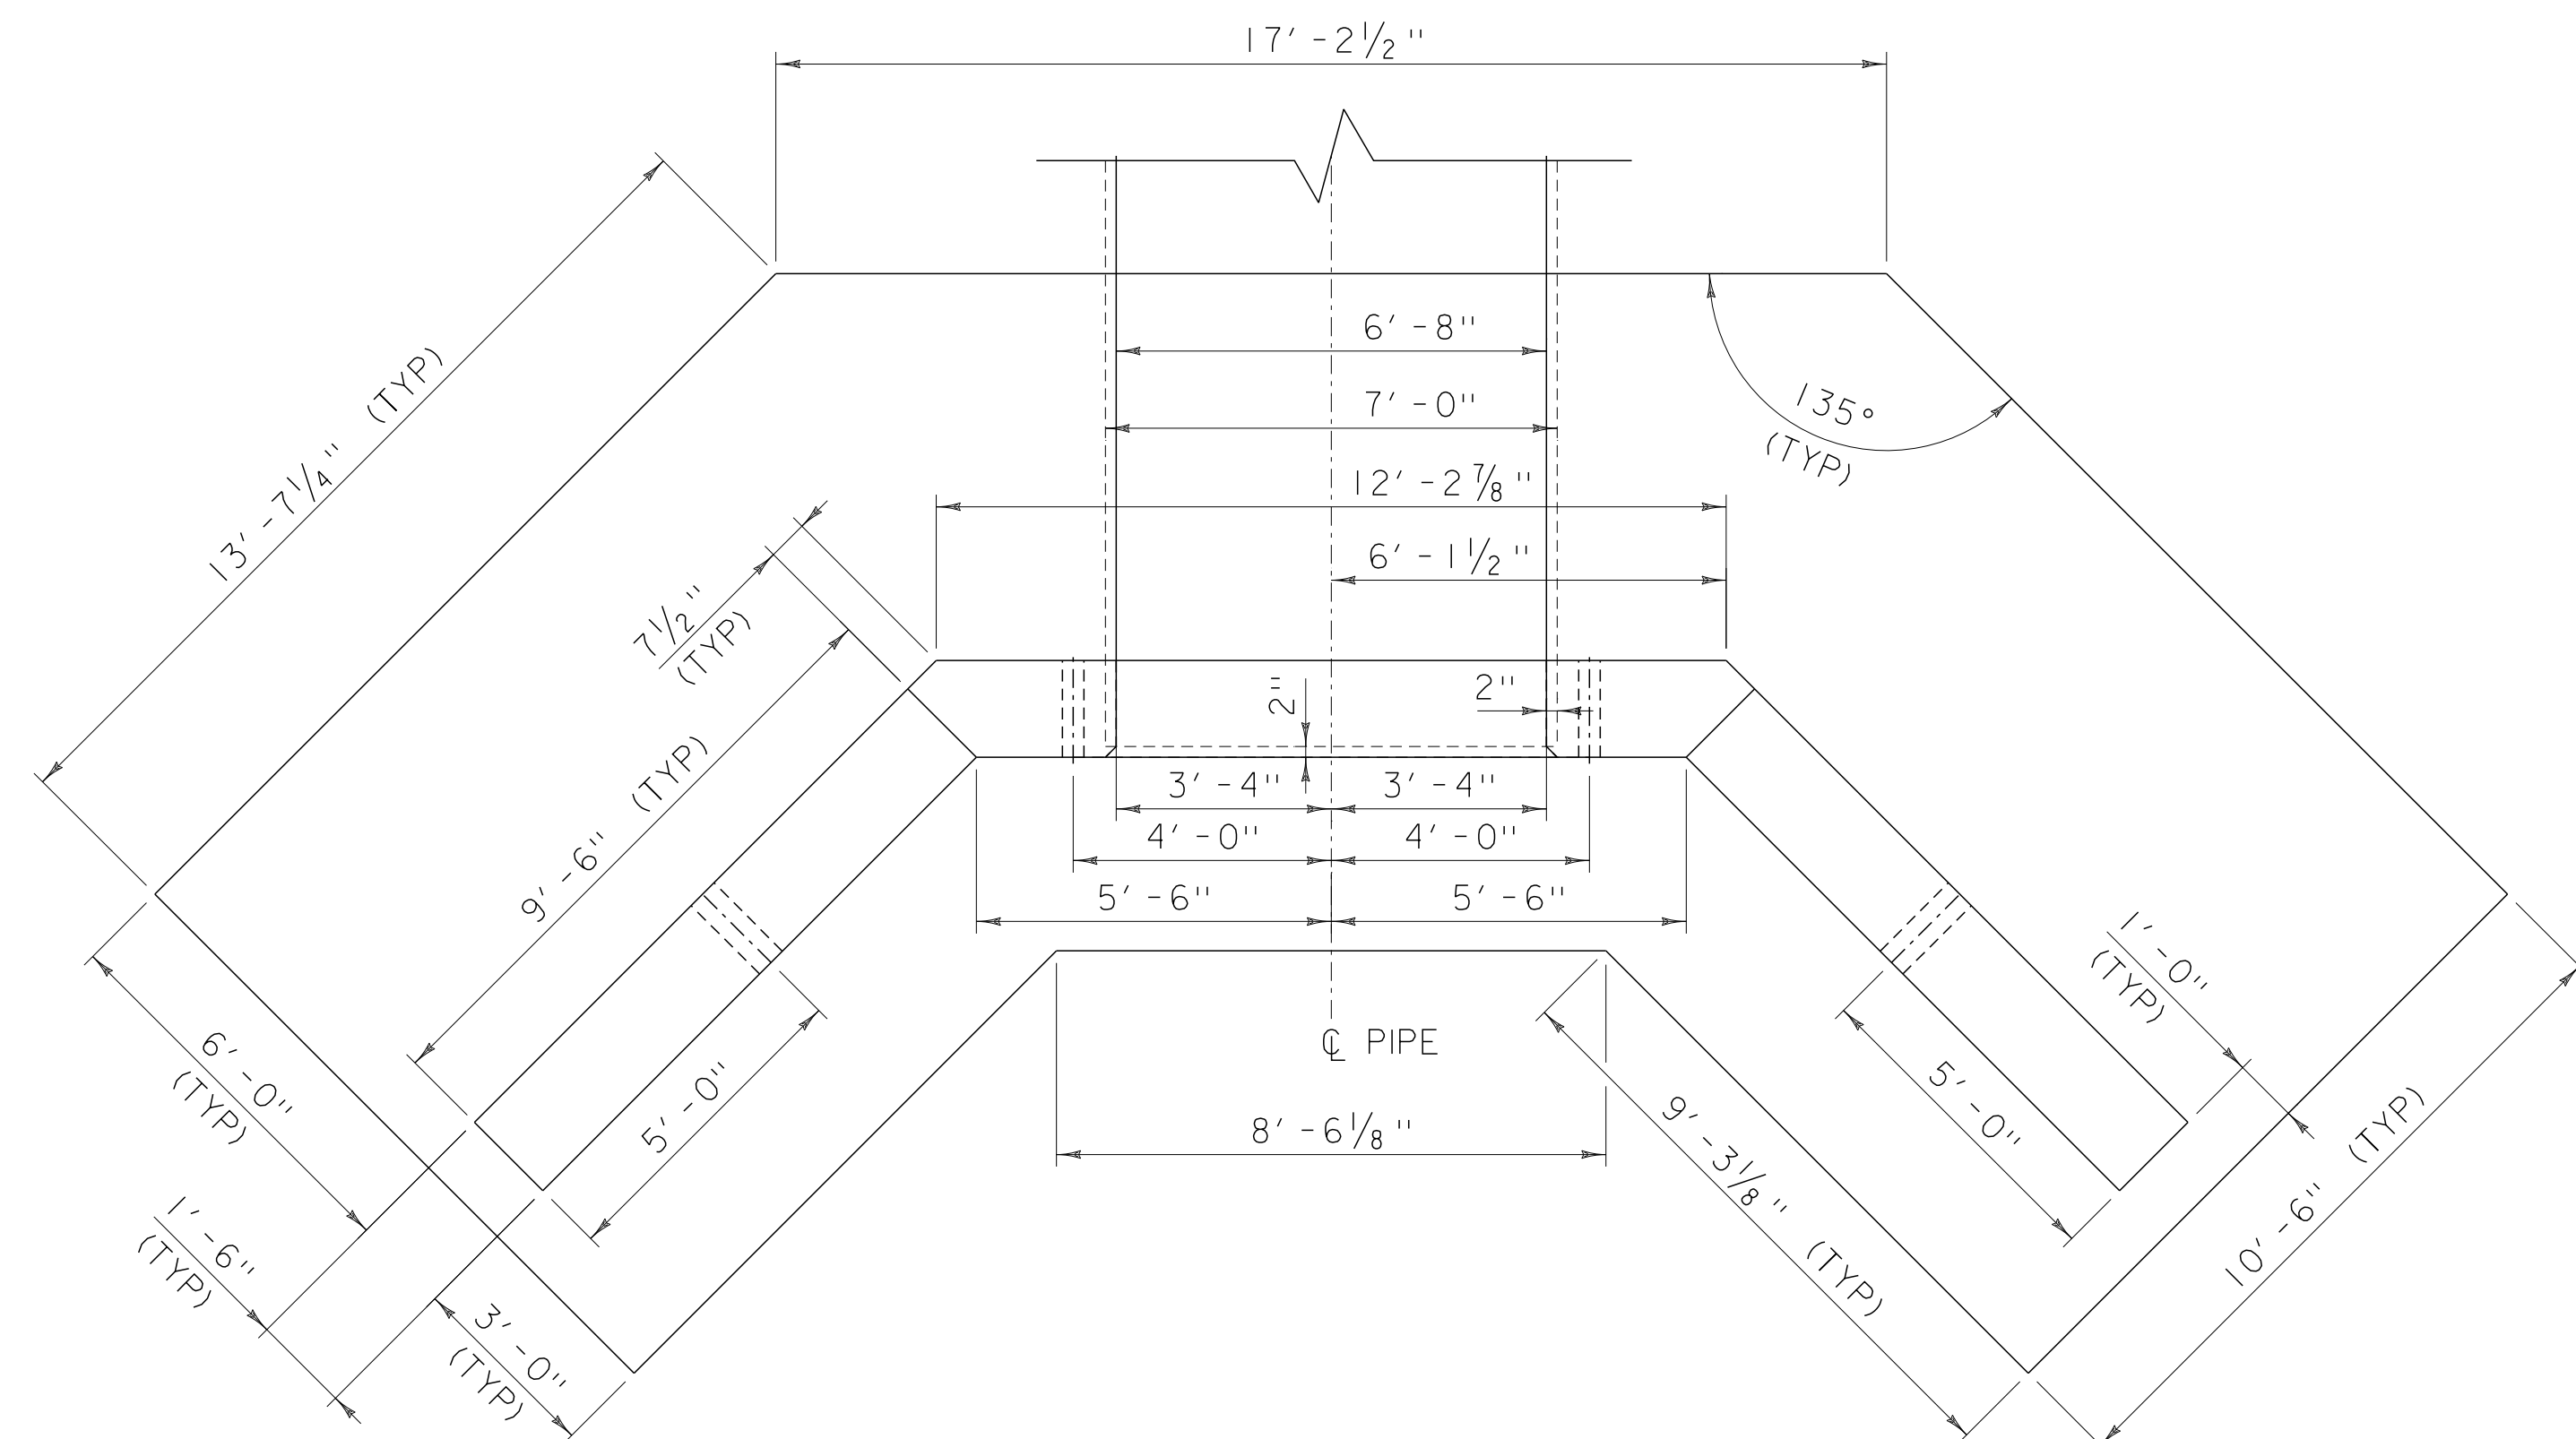 17'-2½"
6'-8"
13'-7¼" (TYP)
7'-0"
135°
(TYP)
12'-2⅞"
6'-1½"
7½"
(TYP)
2"
2"
9'-6" (TYP)
3'-4" 3'-4"
4'-0" 4'-0"
5'-6" 5'-6"
1'-0"
(TYP)
6'-0"
(TYP)
℄ PIPE
5'-0"
5'-0"
8'-6⅛"
9'-3⅛" (TYP)
10'-6" (TYP)
1'-6"
(TYP)
3'-0"
(TYP)